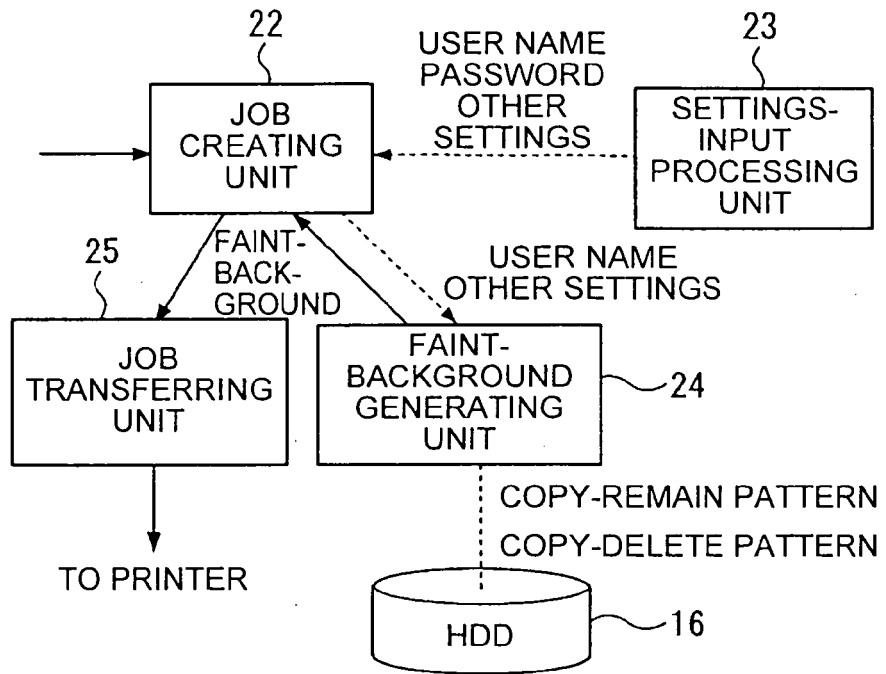 22
JOB
CREATING
UNIT
USER NAME
PASSWORD
OTHER
SETTINGS
23
SETTINGS-
INPUT
PROCESSING
UNIT
FAINT-
BACK-
GROUND
USER NAME
OTHER SETTINGS
25
JOB
TRANSFERRING
UNIT
FAINT-
BACKGROUND
GENERATING
UNIT
24
TO PRINTER
COPY-REMAIN PATTERN
COPY-DELETE PATTERN
HDD
16